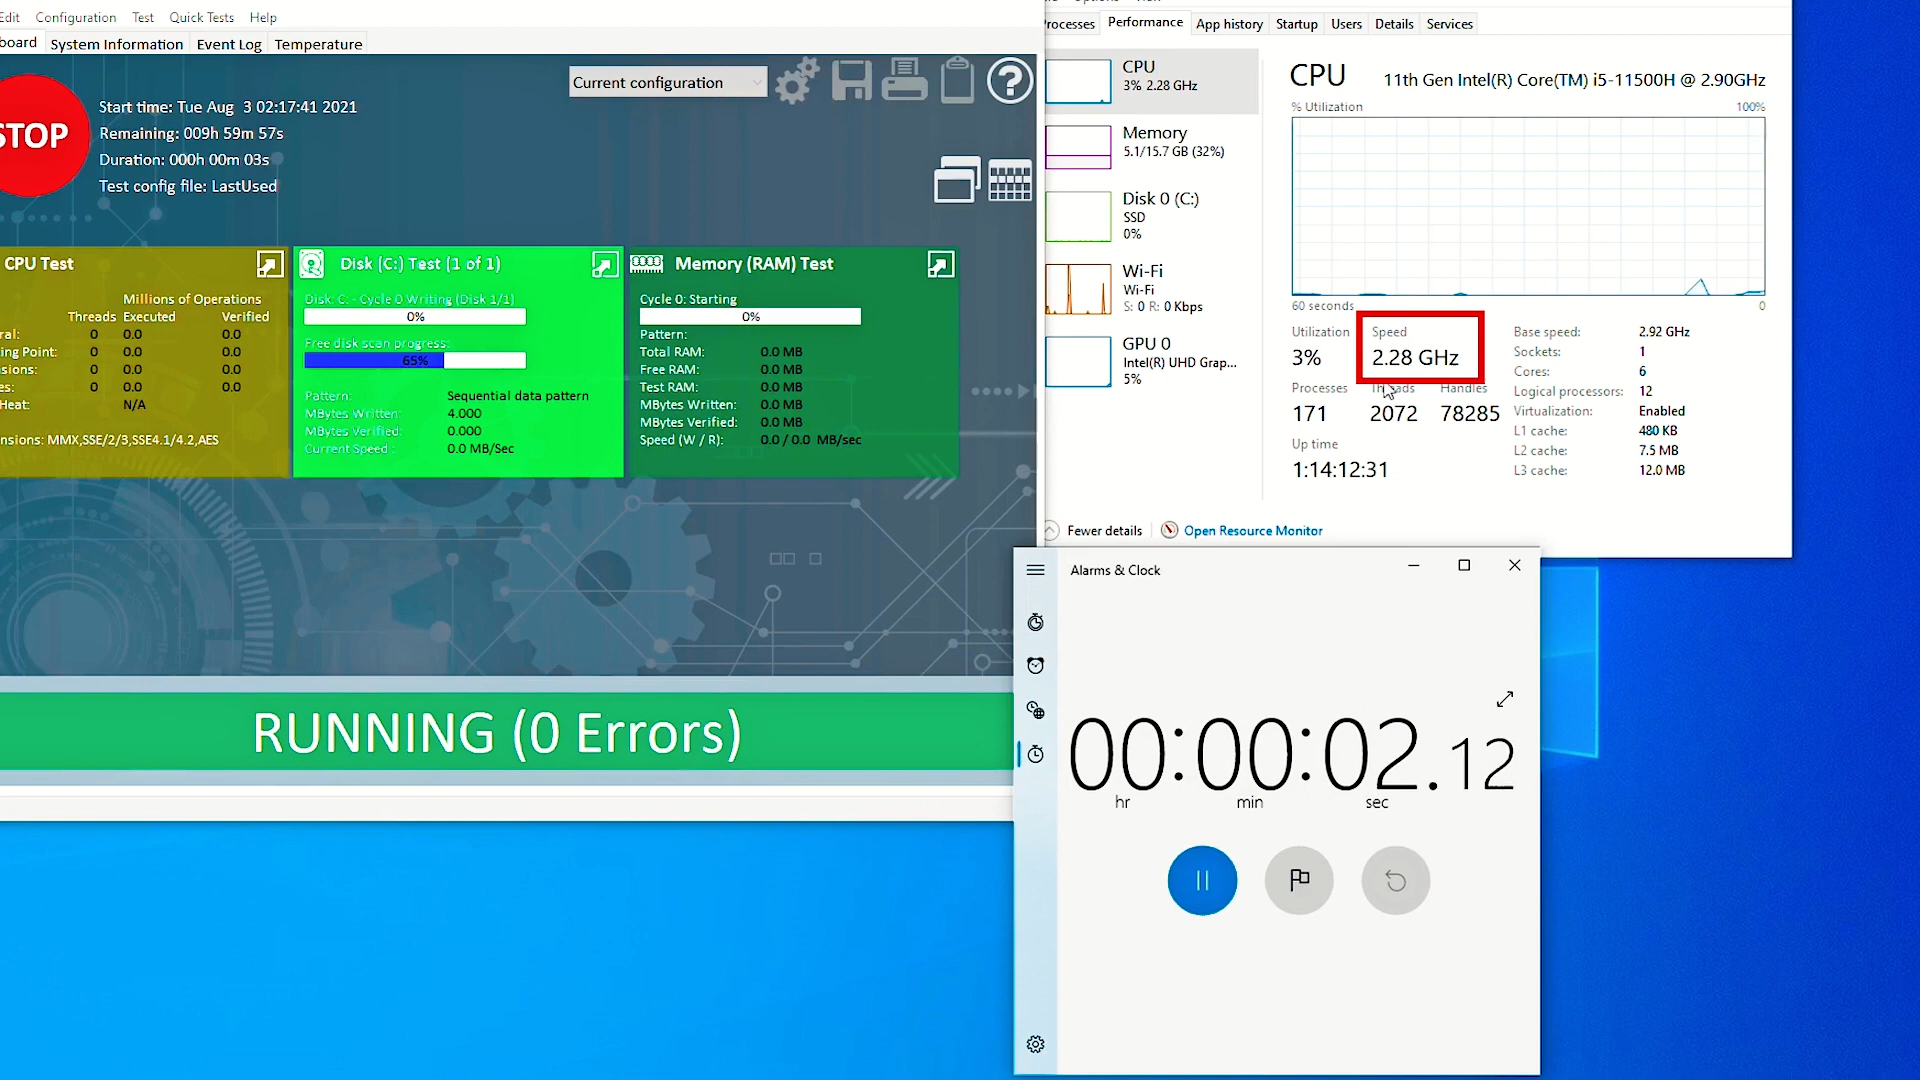 Edit Configuration Test Quick Tests Help
board System Information Event Log Temperature
Current configuration
?
STOP
Start time: Tue Aug 3 02:17:41 2021
Remaining: 009h 59m 57s
Duration: 000h 00m 03s
Test config file: LastUsed
CPU Test
Millions of Operations
Threads Executed Verified
ral: 0 0.0 0.0
ing Point: 0 0.0 0.0
nsions: 0 0.0 0.0
es: 0 0.0 0.0
Heat: N/A
nsions: MMX,SSE/2/3,SSE4.1/4.2,AES
Disk (C:) Test (1 of 1)
Disk: C: - Cycle 0 Writing (Disk 1/1)
0%
Free disk scan progress:
65%
Pattern: Sequential data pattern
MBytes Written: 4.000
MBytes Verified: 0.000
Current Speed : 0.0 MB/Sec
Memory (RAM) Test
Cycle 0: Starting
0%
Pattern:
Total RAM: 0.0 MB
Free RAM: 0.0 MB
Test RAM: 0.0 MB
MBytes Written: 0.0 MB
MBytes Verified: 0.0 MB
Speed (W / R): 0.0 / 0.0 MB/sec
RUNNING (0 Errors)
Processes Performance App history Startup Users Details Services
CPU
3% 2.28 GHz
Memory
5.1/15.7 GB (32%)
Disk 0 (C:)
SSD
0%
Wi-Fi
Wi-Fi
S: 0 R: 0 Kbps
GPU 0
Intel(R) UHD Grap...
5%
CPU 11th Gen Intel(R) Core(TM) i5-11500H @ 2.90GHz
% Utilization 100%
60 seconds 0
Utilization Speed
3% 2.28 GHz
Processes Threads Handles
171 2072 78285
Up time
1:14:12:31
Base speed: 2.92 GHz
Sockets: 1
Cores: 6
Logical processors: 12
Virtualization: Enabled
L1 cache: 480 KB
L2 cache: 7.5 MB
L3 cache: 12.0 MB
Fewer details Open Resource Monitor
Alarms & Clock
00:00:02.12
hr min sec